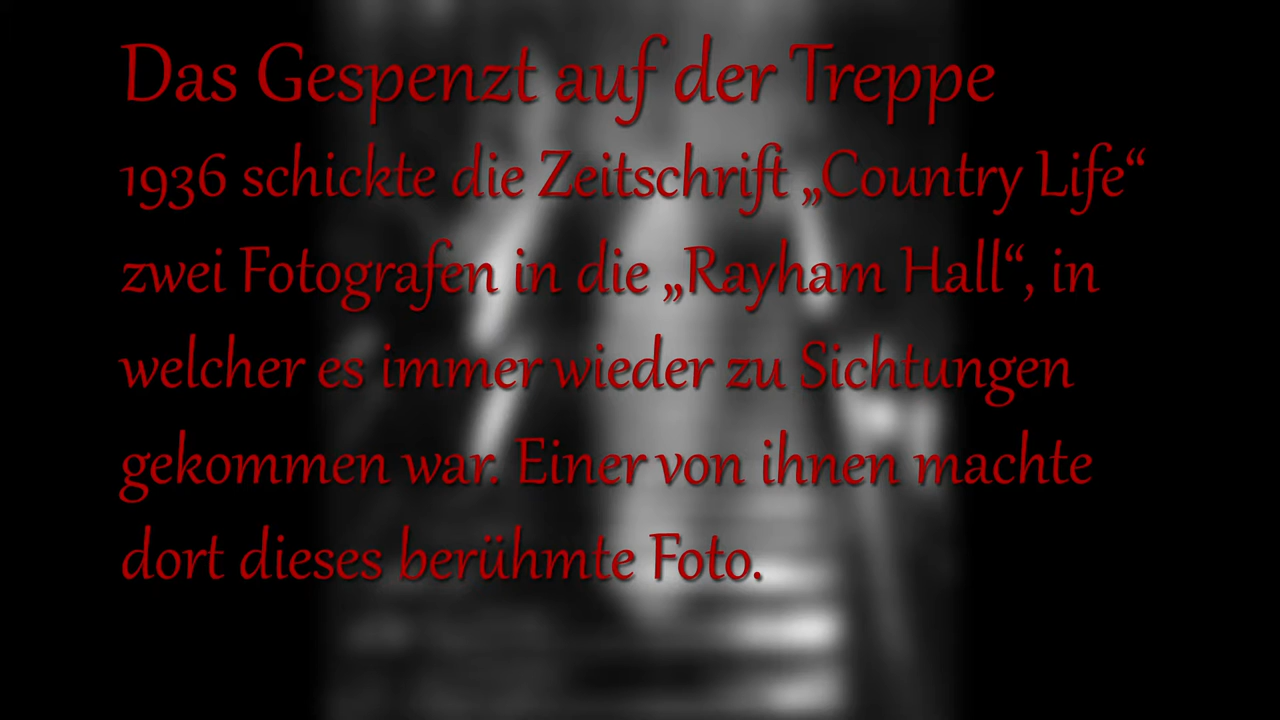 Das Gespenzt auf der Treppe
1936 schickte die Zeitschrift „Country Life“
zwei Fotografen in die „Rayham Hall“, in
welcher es immer wieder zu Sichtungen
gekommen war. Einer von ihnen machte
dort dieses berühmte Foto.